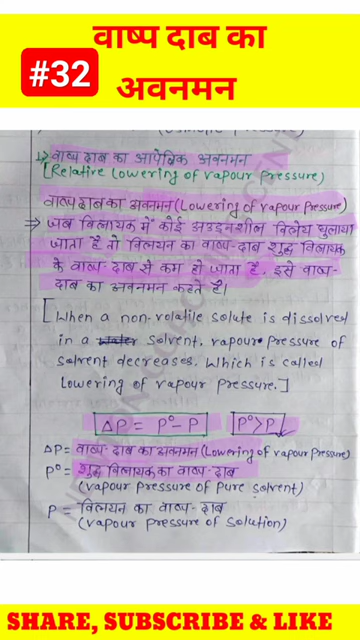 वाष्प दाब का
#32
अवनमन
1) वाष्प दाब का आपेक्षिक अवनमन
[Relative Lowering of vapour Pressure)
वाष्प दाब का अवनमन (Lowering of vapour Pressure)
⇒ जब विलायक में कोई अउड़नशील विलेय घुलाया
जाता है तो विलयन का वाष्प-दाब शुद्ध विलायक
के वाष्प-दाब से कम हो जाता है. इसे वाष्प-
दाब का अवनमन कहते हैं।
[When a non-volatile solute is dissolved
in a solvent, vapour pressure of
solvent decreases. Which is called
Lowering of vapour pressure.]
ΔP = P° - P P° > P
ΔP = वाष्प-दाब का अवनमन (Lowering of vapour Pressure)
P° = शुद्ध विलायक का वाष्प-दाब
(vapour pressure of pure solvent)
P = विलयन का वाष्प-दाब
(vapour pressure of solution)
SHARE, SUBSCRIBE & LIKE